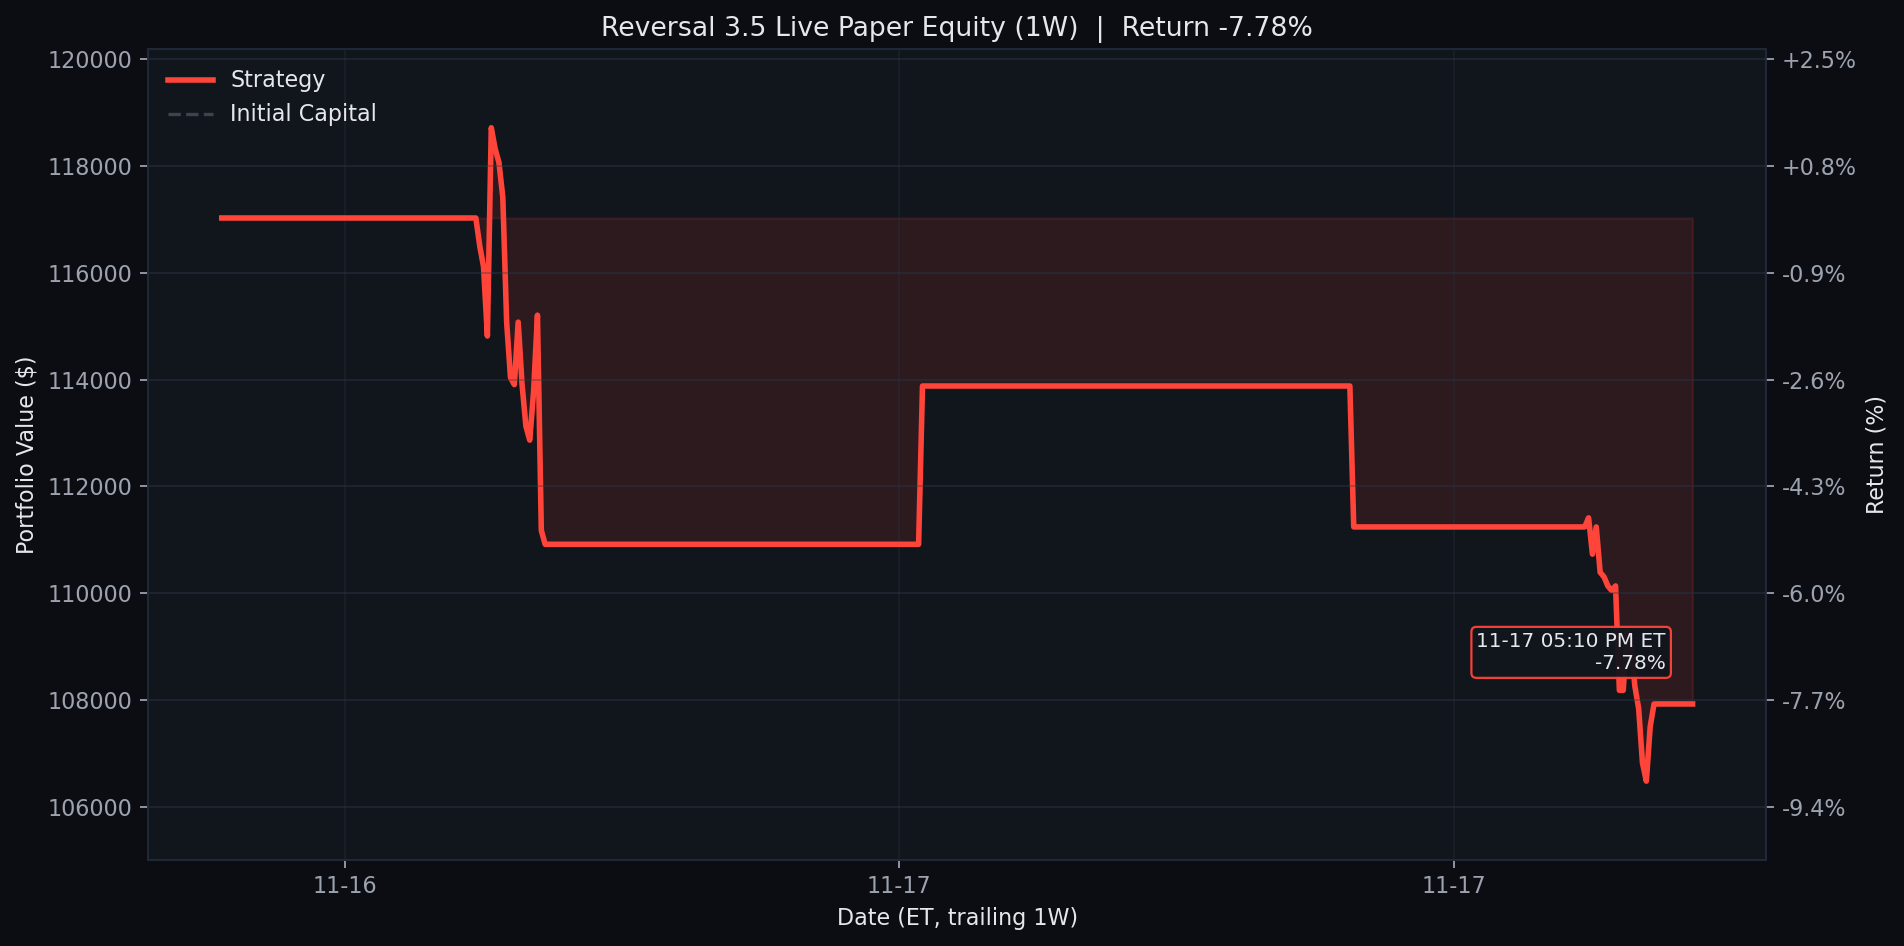 Reversal 3.5 Live Paper Equity (1W)  |  Return -7.78%
Strategy
Initial Capital
Portfolio Value ($)
120000
118000
116000
114000
112000
110000
108000
106000
+2.5%
+0.8%
-0.9%
-2.6%
-4.3%
-6.0%
-7.7%
-9.4%
Return (%)
11-17 05:10 PM ET
-7.78%
11-16
11-17
11-17
Date (ET, trailing 1W)